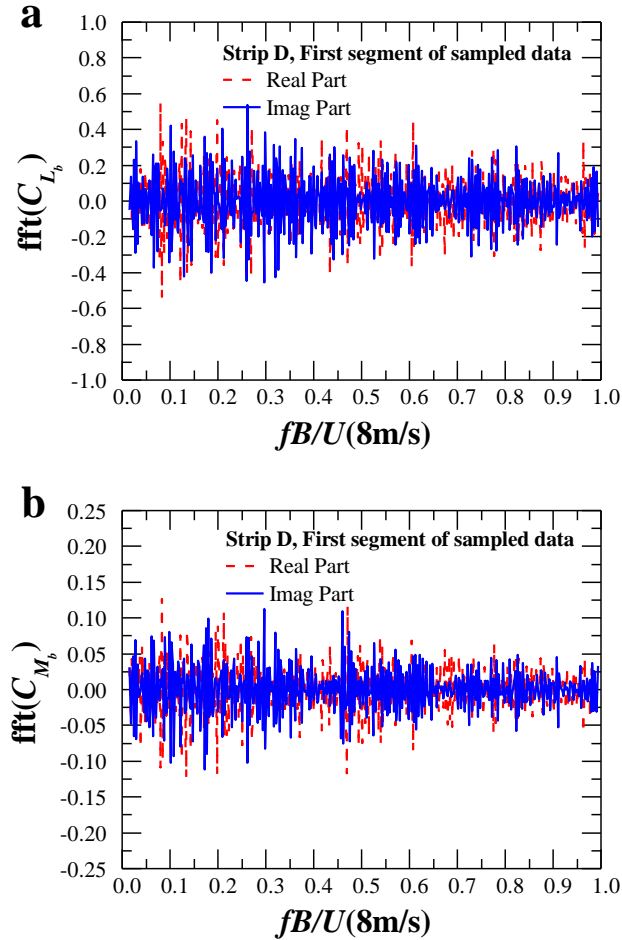 a
Strip D, First segment of sampled data
Real Part
Imag Part
fft(C_{L_b})
1.0
0.8
0.6
0.4
0.2
0.0
-0.2
-0.4
-0.6
-0.8
-1.0
0.0 0.1 0.2 0.3 0.4 0.5 0.6 0.7 0.8 0.9 1.0
fB/U(8m/s)
b
Strip D, First segment of sampled data
Real Part
Imag Part
fft(C_{M_b})
0.25
0.20
0.15
0.10
0.05
0.00
-0.05
-0.10
-0.15
-0.20
-0.25
0.0 0.1 0.2 0.3 0.4 0.5 0.6 0.7 0.8 0.9 1.0
fB/U(8m/s)